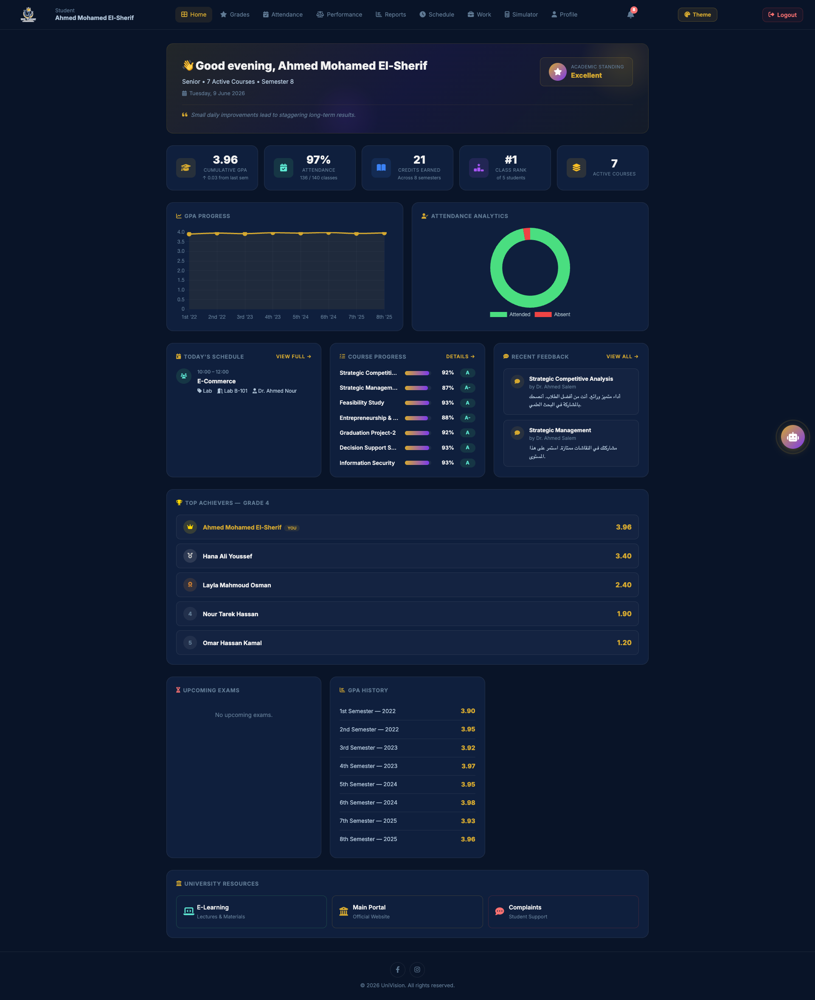 Student
Ahmed Mohamed El-Sherif
Home
Grades
Attendance
Performance
Reports
Schedule
Work
Simulator
Profile
8
Theme
Logout
👋 Good evening, Ahmed Mohamed El-Sherif
Senior • 7 Active Courses • Semester 8
Tuesday, 9 June 2026
Small daily improvements lead to staggering long-term results.
ACADEMIC STANDING
Excellent
3.96
CUMULATIVE GPA
↑ 0.03 from last sem
97%
ATTENDANCE
136 / 140 classes
21
CREDITS EARNED
Across 8 semesters
#1
CLASS RANK
of 5 students
7
ACTIVE COURSES
GPA PROGRESS
4.0
3.5
3.0
2.5
2.0
1.5
1.0
0.5
0
1st '22 2nd '22 3rd '23 4th '23 5th '24 6th '24 7th '25 8th '25
ATTENDANCE ANALYTICS
Attended Absent
TODAY'S SCHEDULE
VIEW FULL →
10:00 – 12:00
E-Commerce
Lab Lab B-101 Dr. Ahmed Nour
COURSE PROGRESS
DETAILS →
Strategic Competiti... 92% A
Strategic Managem... 87% A-
Feasibility Study 93% A
Entrepreneurship & ... 88% A-
Graduation Project-2 92% A
Decision Support S... 93% A
Information Security 93% A
RECENT FEEDBACK
VIEW ALL →
Strategic Competitive Analysis
by Dr. Ahmed Salem
أداء متميز ورائع. أنت من أفضل الطلاب. أنصحك
بالمشاركة في البحث العلمي.
Strategic Management
by Dr. Ahmed Salem
مشاركتك في النقاشات ممتازة. استمر على هذا
المستوى.
TOP ACHIEVERS — GRADE 4
Ahmed Mohamed El-Sherif YOU 3.96
Hana Ali Youssef 3.40
Layla Mahmoud Osman 2.40
4 Nour Tarek Hassan 1.90
5 Omar Hassan Kamal 1.20
UPCOMING EXAMS
No upcoming exams.
GPA HISTORY
1st Semester — 2022 3.90
2nd Semester — 2022 3.95
3rd Semester — 2023 3.92
4th Semester — 2023 3.97
5th Semester — 2024 3.95
6th Semester — 2024 3.98
7th Semester — 2025 3.93
8th Semester — 2025 3.96
UNIVERSITY RESOURCES
E-Learning
Lectures & Materials
Main Portal
Official Website
Complaints
Student Support
© 2026 UniVision. All rights reserved.